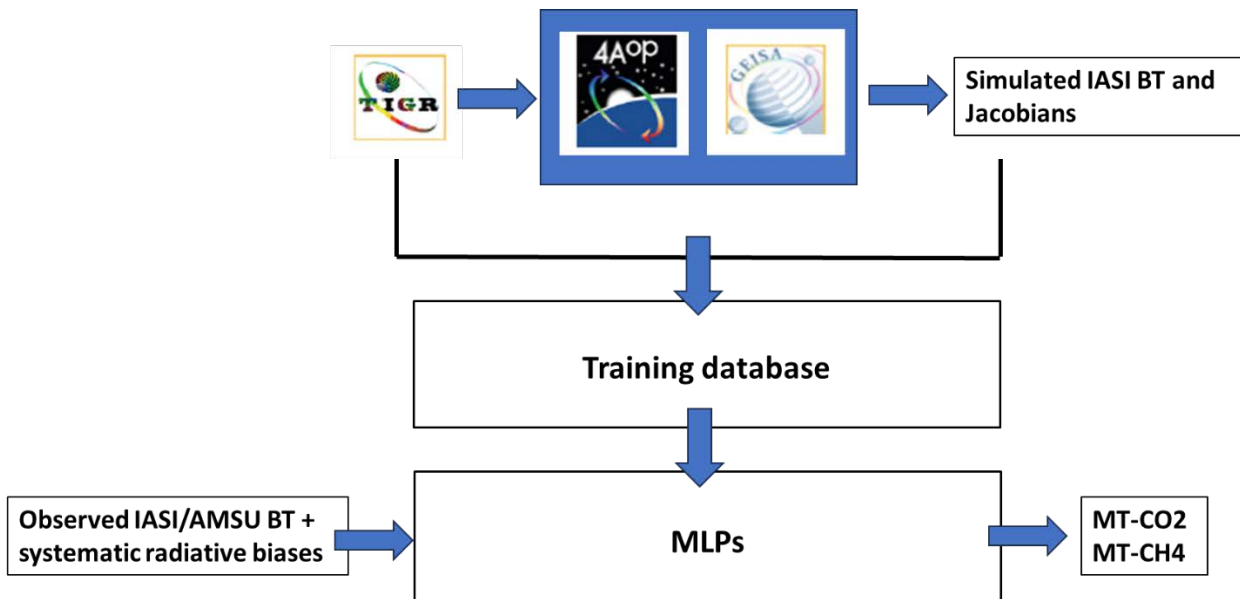 TIGR
4Aop
GEISA
Simulated IASI BT and
Jacobians
Training database
Observed IASI/AMSU BT +
systematic radiative biases
MLPs
MT-CO2
MT-CH4